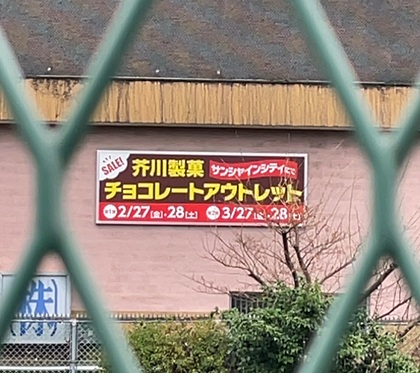 SALE!
芥川製菓 サンシャインシティにて
チョコレートアウトレット
2/27[金]・28[土] 3/27[金]・28[土]
㈱